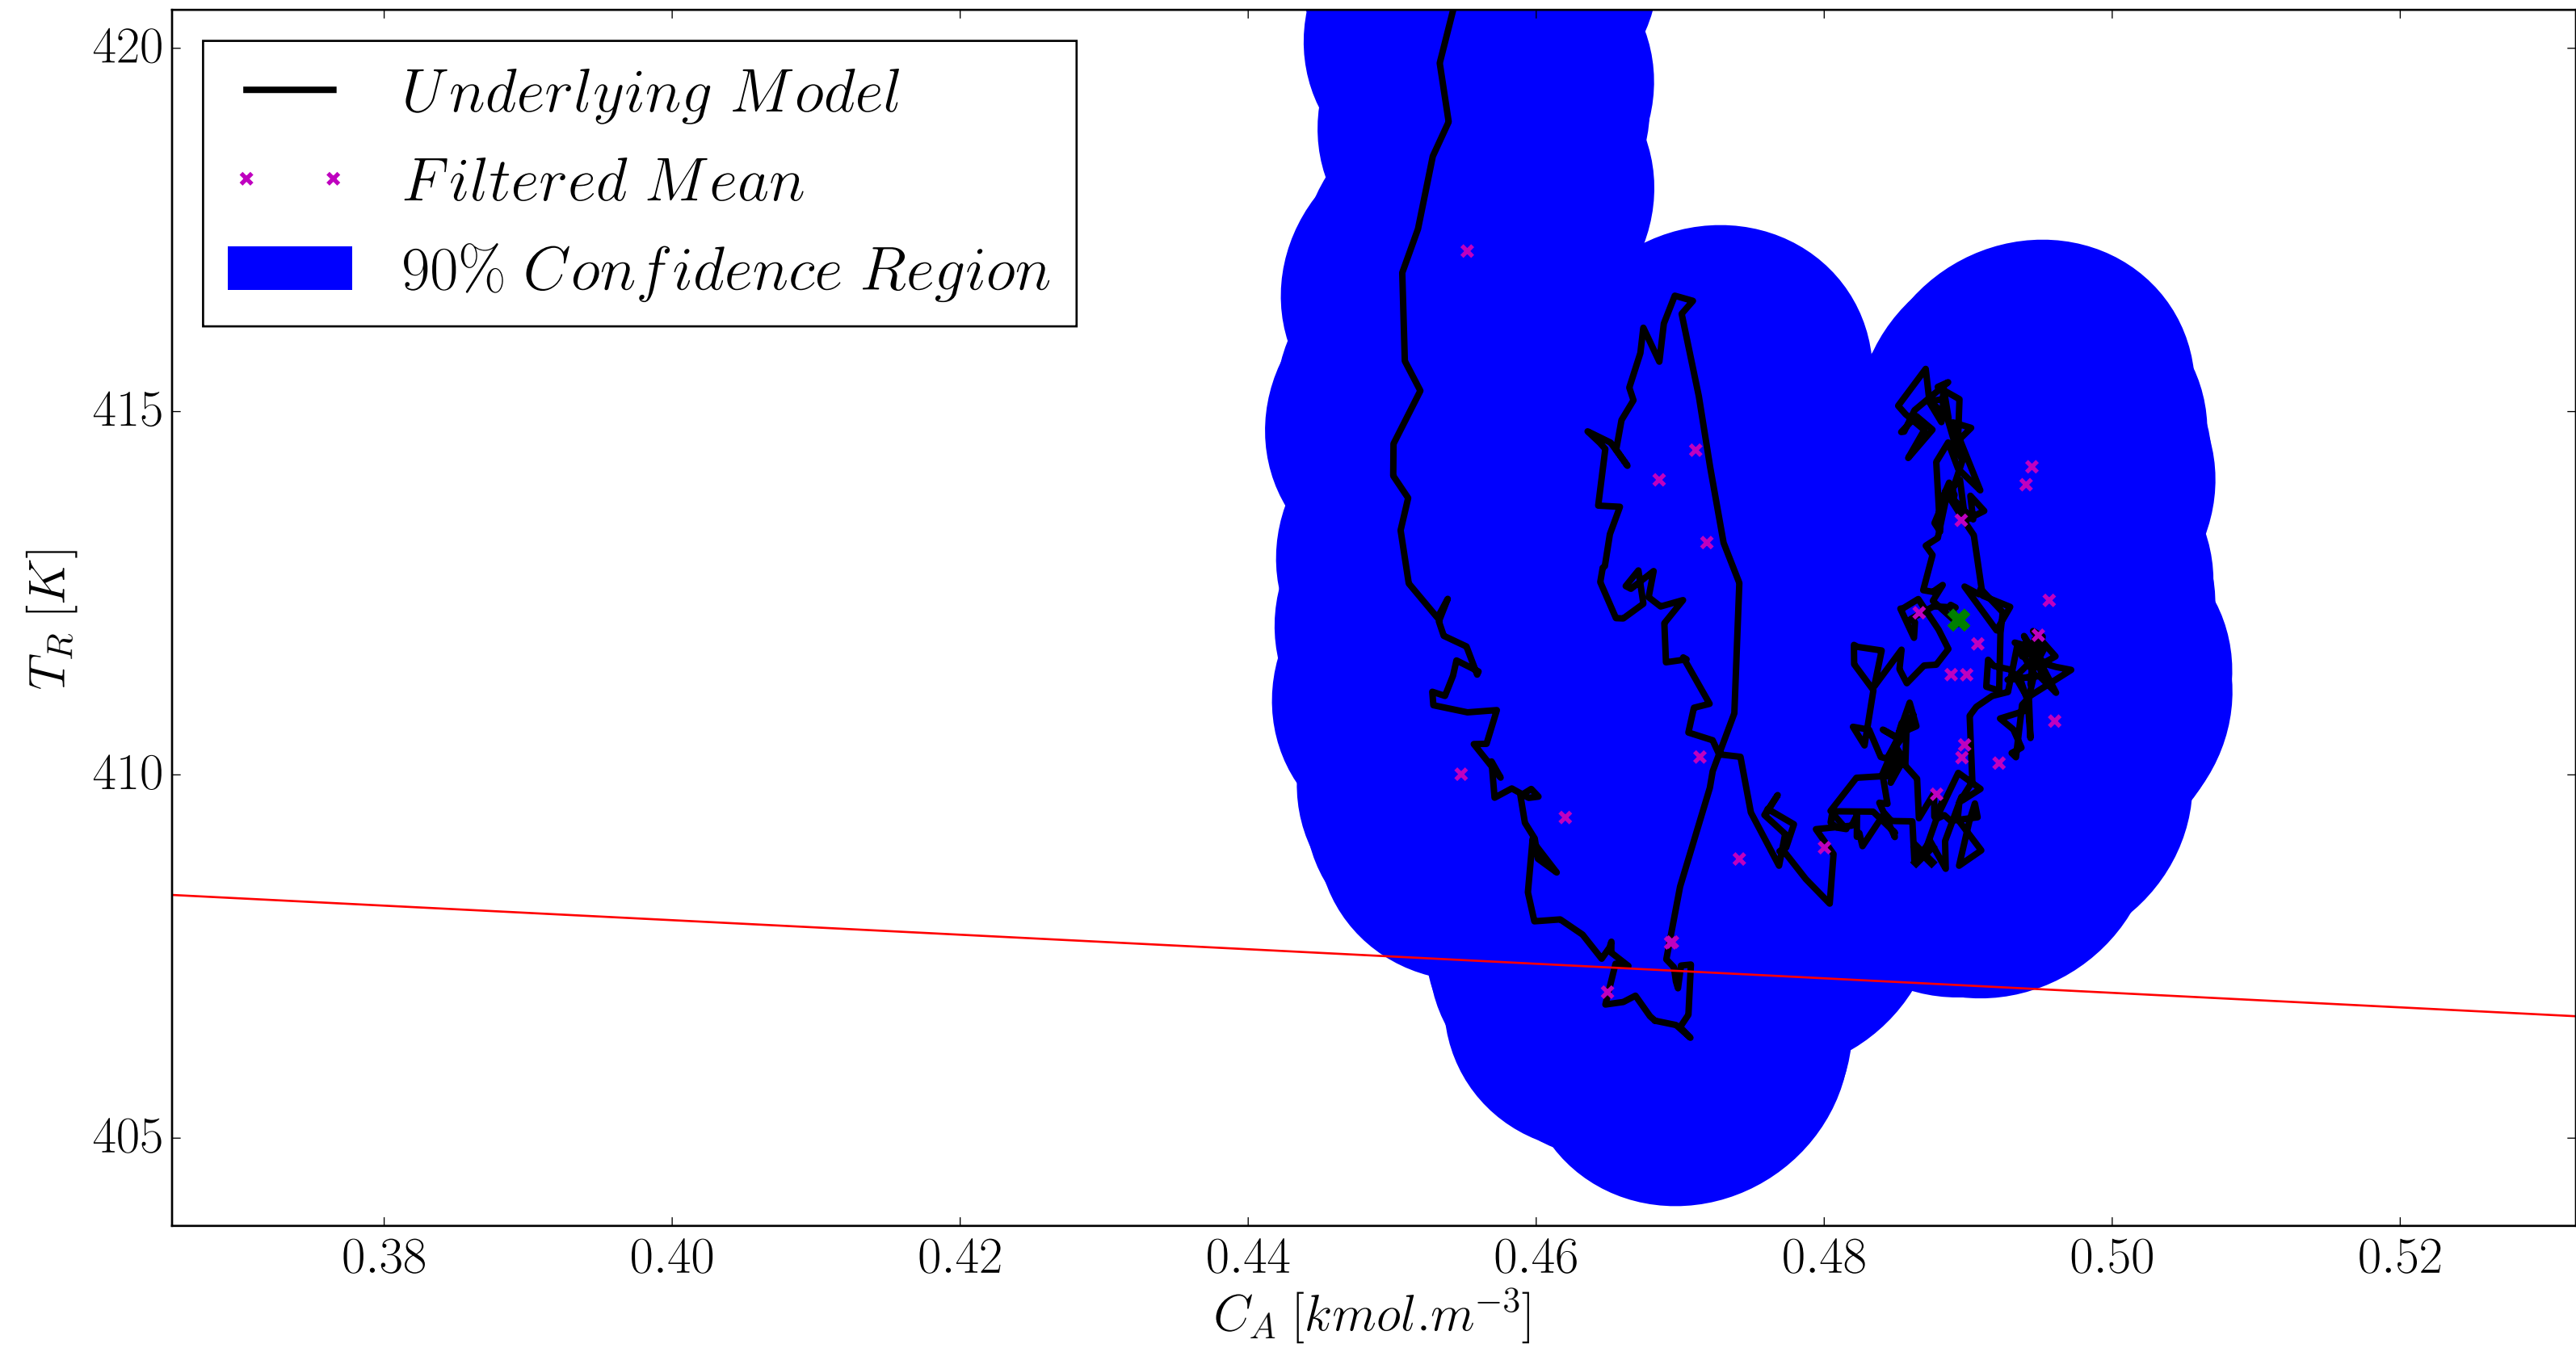 420
415
410
405
T_R [K]
Underlying Model
Filtered Mean
90% Confidence Region
0.38 0.40 0.42 0.44 0.46 0.48 0.50 0.52
C_A [kmol.m⁻³]